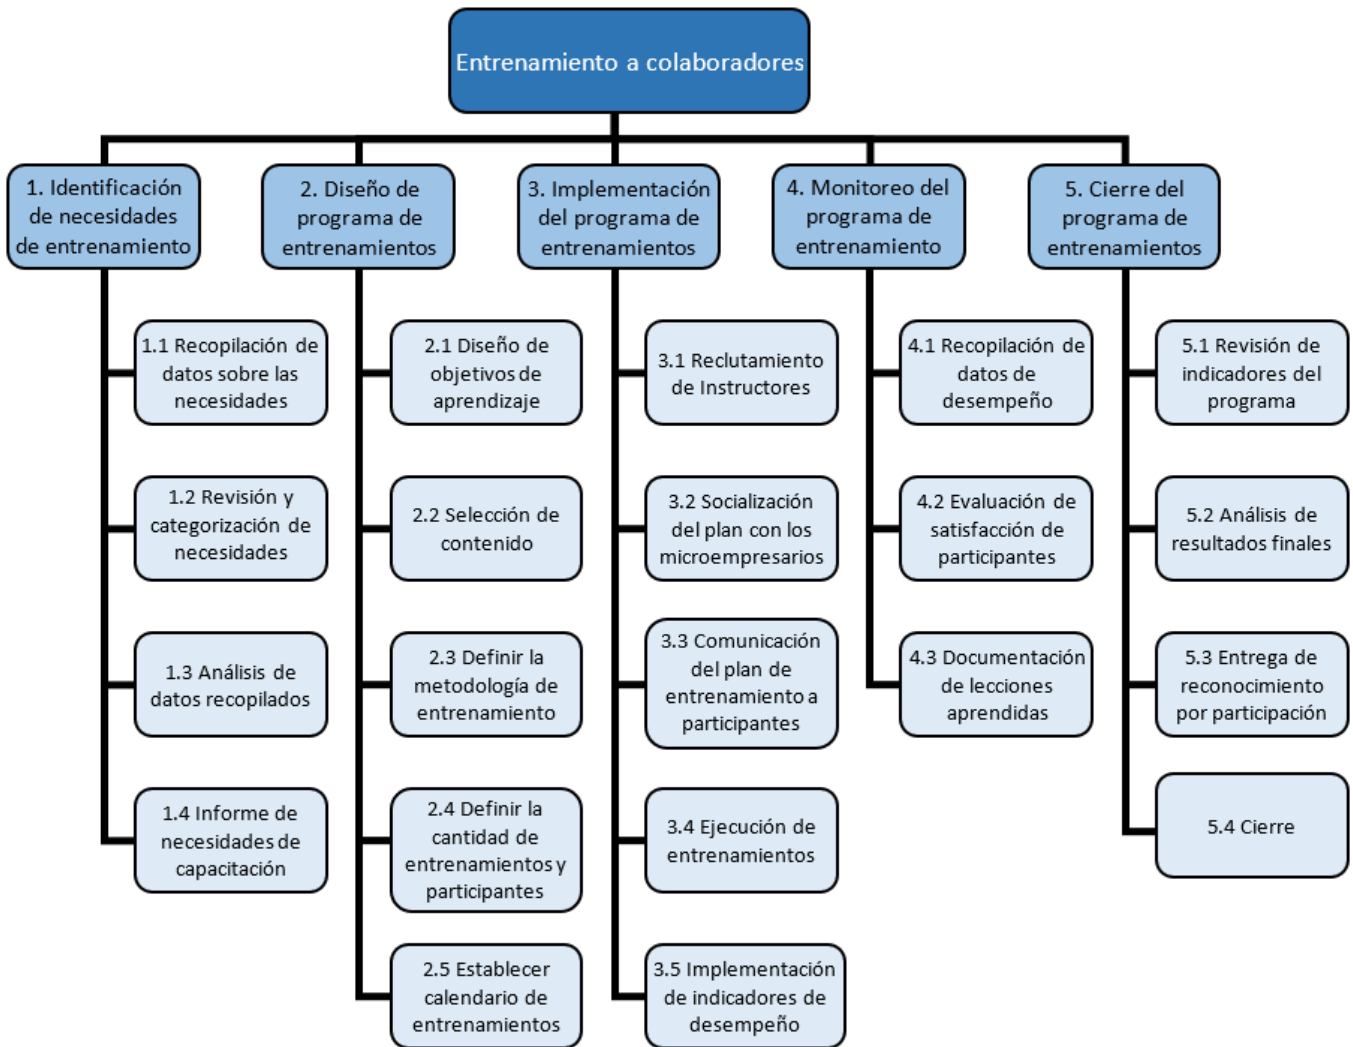 Entrenamiento a colaboradores
1. Identificación
de necesidades
de entrenamiento
2. Diseño de
programa de
entrenamientos
3. Implementación
del programa de
entrenamientos
4. Monitoreo del
programa de
entrenamiento
5. Cierre del
programa de
entrenamientos
1.1 Recopilación de
datos sobre las
necesidades
1.2 Revisión y
categorización de
necesidades
1.3 Análisis de
datos recopilados
1.4 Informe de
necesidades de
capacitación
2.1 Diseño de
objetivos de
aprendizaje
2.2 Selección de
contenido
2.3 Definir la
metodología de
entrenamiento
2.4 Definir la
cantidad de
entrenamientos y
participantes
2.5 Establecer
calendario de
entrenamientos
3.1 Reclutamiento
de Instructores
3.2 Socialización
del plan con los
microempresarios
3.3 Comunicación
del plan de
entrenamiento a
participantes
3.4 Ejecución de
entrenamientos
3.5 Implementación
de indicadores de
desempeño
4.1 Recopilación de
datos de
desempeño
4.2 Evaluación de
satisfacción de
participantes
4.3 Documentación
de lecciones
aprendidas
5.1 Revisión de
indicadores del
programa
5.2 Análisis de
resultados finales
5.3 Entrega de
reconocimiento
por participación
5.4 Cierre